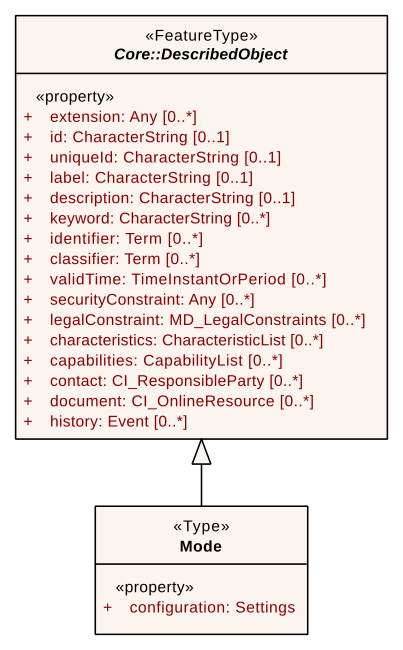 «FeatureType»
Core::DescribedObject
«property»
+ extension: Any [0..*]
+ id: CharacterString [0..1]
+ uniqueId: CharacterString [0..1]
+ label: CharacterString [0..1]
+ description: CharacterString [0..1]
+ keyword: CharacterString [0..*]
+ identifier: Term [0..*]
+ classifier: Term [0..*]
+ validTime: TimeInstantOrPeriod [0..*]
+ securityConstraint: Any [0..*]
+ legalConstraint: MD_LegalConstraints [0..*]
+ characteristics: CharacteristicList [0..*]
+ capabilities: CapabilityList [0..*]
+ contact: CI_ResponsibleParty [0..*]
+ document: CI_OnlineResource [0..*]
+ history: Event [0..*]
«Type»
Mode
«property»
+ configuration: Settings